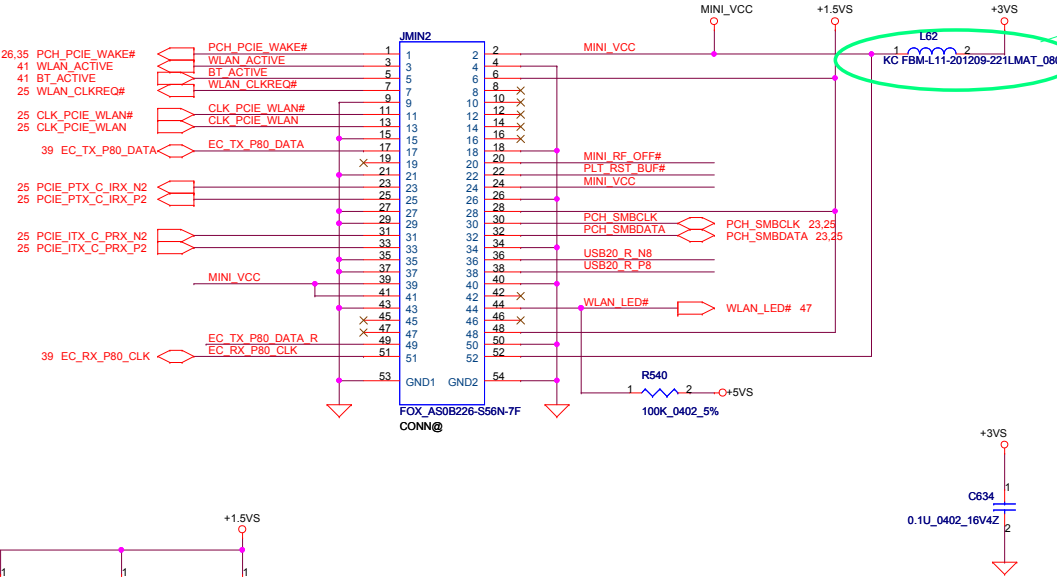 MINI_VCC +1.5VS +3VS
JMIN2 L62
26,35 PCH_PCIE_WAKE# PCH_PCIE_WAKE# 1 1 2 2 MINI_VCC 1 2
41 WLAN_ACTIVE WLAN_ACTIVE 3 3 4 4 KC FBM-L11-201209-221LMAT_080
41 BT_ACTIVE BT_ACTIVE 5 5 6 6
25 WLAN_CLKREQ# WLAN_CLKREQ# 7 7 8 8
9 9 10 10
25 CLK_PCIE_WLAN# CLK_PCIE_WLAN# 11 11 12 12
25 CLK_PCIE_WLAN CLK_PCIE_WLAN 13 13 14 14
15 15 16 16
39 EC_TX_P80_DATA EC_TX_P80_DATA 17 17 18 18
19 19 20 20 MINI_RF_OFF#
21 21 22 22 PLT_RST_BUF#
25 PCIE_PTX_C_IRX_N2 23 23 24 24 MINI_VCC
25 PCIE_PTX_C_IRX_P2 25 25 26 26
27 27 28 28
29 29 30 30 PCH_SMBCLK PCH_SMBCLK 23,25
25 PCIE_ITX_C_PRX_N2 31 31 32 32 PCH_SMBDATA PCH_SMBDATA 23,25
25 PCIE_ITX_C_PRX_P2 33 33 34 34
35 35 36 36 USB20_R_N8
37 37 38 38 USB20_R_P8
MINI_VCC 39 39 40 40
41 41 42 42
43 43 44 44 WLAN_LED# WLAN_LED# 47
45 45 46 46
47 47 48 48
EC_TX_P80_DATA_R 49 49 50 50
39 EC_RX_P80_CLK EC_RX_P80_CLK 51 51 52 52
53 GND1 GND2 54 R540
1 2 +5VS
FOX_AS0B226-S56N-7F 100K_0402_5%
CONN@
+3VS
1
C634
0.1U_0402_16V4Z
2
+1.5VS
1 1 1